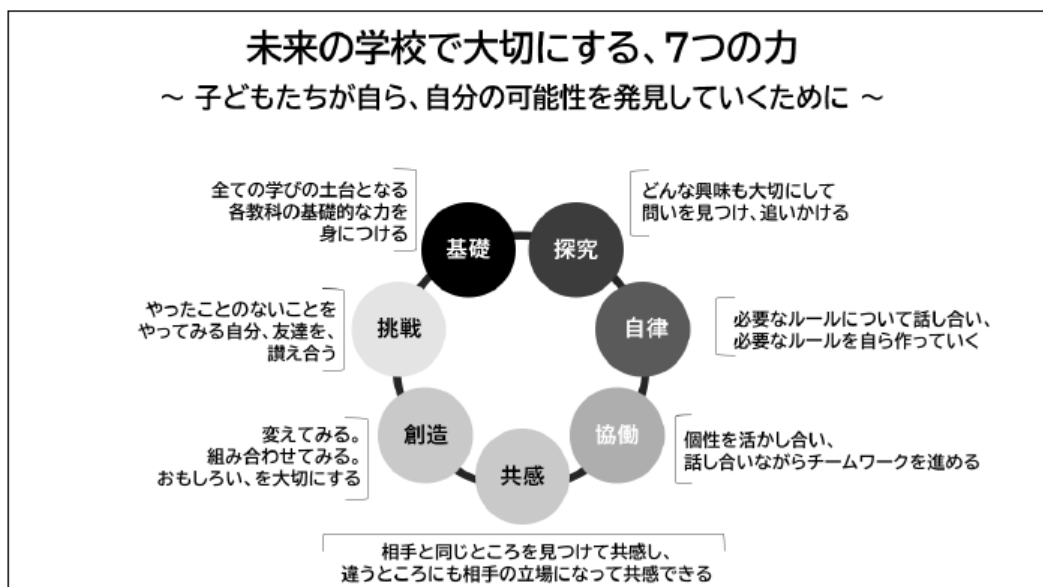 未来の学校で大切にする、7つの力
～ 子どもたちが自ら、自分の可能性を発見していくために ～
全ての学びの土台となる
各教科の基礎的な力を
身につける
基礎
探究
どんな興味も大切にして
問いを見つけ、追いかける
自律
必要なルールについて話し合い、
必要なルールを自ら作っていく
協働
個性を活かし合い、
話し合いながらチームワークを進める
共感
相手と同じところを見つけて共感し、
違うところにも相手の立場になって共感できる
創造
変えてみる。
組み合わせてみる。
おもしろい、を大切にする
挑戦
やったことのないことを
やってみる自分、友達を、
讃え合う